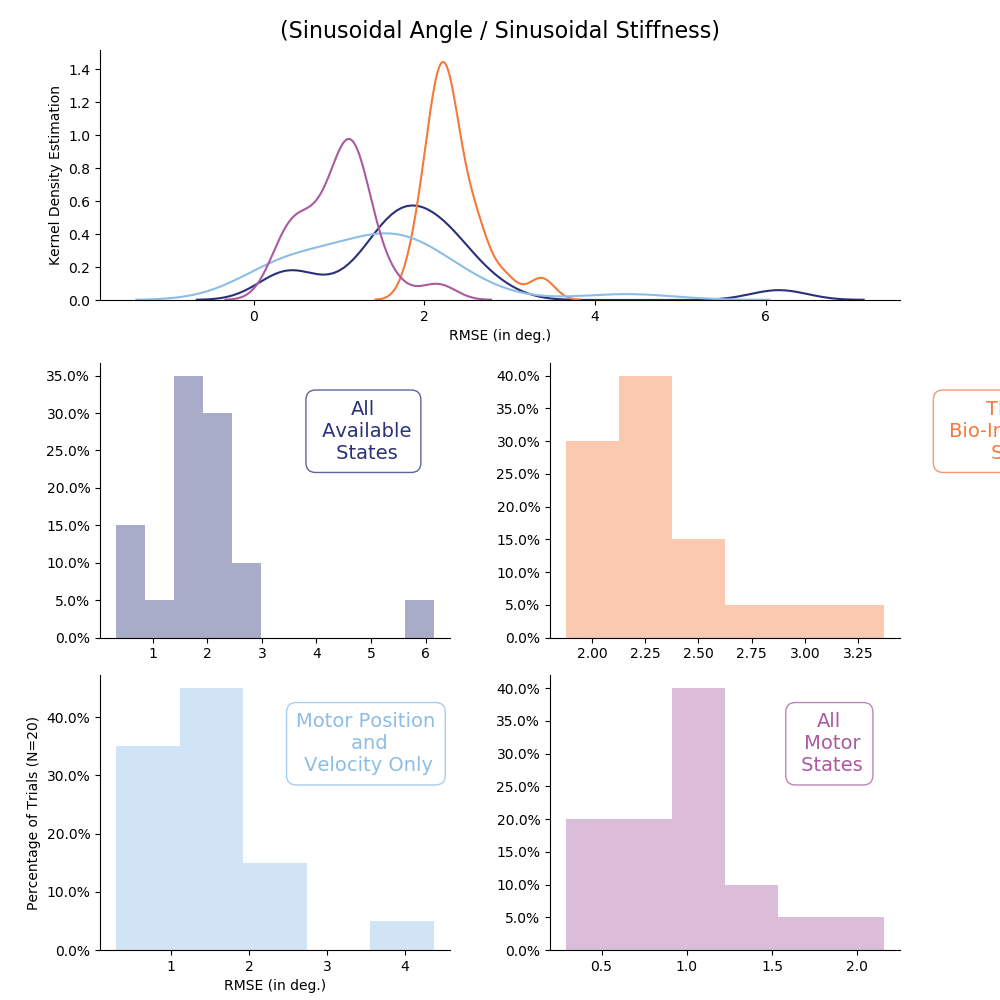 (Sinusoidal Angle / Sinusoidal Stiffness)
Kernel Density Estimation
1.4
1.2
1.0
0.8
0.6
0.4
0.2
0.0
0 2 4 6
RMSE (in deg.)
35.0%
30.0%
25.0%
20.0%
15.0%
10.0%
5.0%
0.0%
All
Available
States
1 2 3 4 5 6
40.0%
35.0%
30.0%
25.0%
20.0%
15.0%
10.0%
5.0%
0.0%
2.00 2.25 2.50 2.75 3.00 3.25
Percentage of Trials (N=20)
40.0%
30.0%
20.0%
10.0%
0.0%
Motor Position
and
Velocity Only
1 2 3 4
RMSE (in deg.)
40.0%
35.0%
30.0%
25.0%
20.0%
15.0%
10.0%
5.0%
0.0%
All
Motor
States
0.5 1.0 1.5 2.0